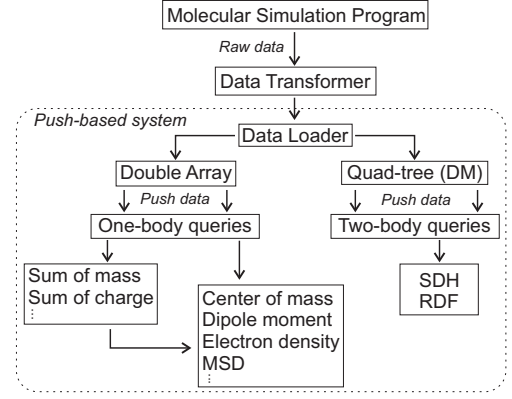 Molecular Simulation Program
Raw data
Data Transformer
Push-based system
Data Loader
Double Array
Quad-tree (DM)
Push data
Push data
One-body queries
Two-body queries
Sum of mass
Sum of charge
⋮
Center of mass
Dipole moment
Electron density
MSD
⋮
SDH
RDF